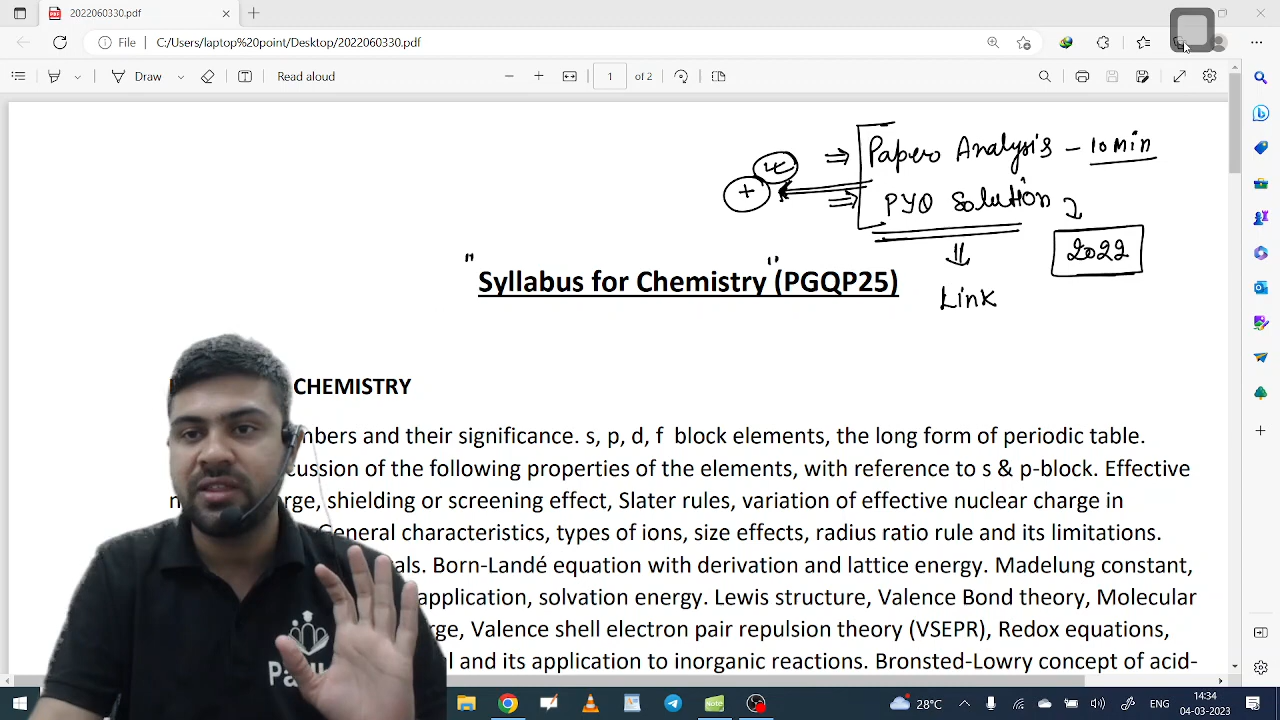 2022060330.pdf
File C:/Users/laptop%20point/Desktop/2022060330.pdf
Draw Read aloud 1 of 2
Paper Analysis - 10 min
+
PYQ Solution
2022
Link
"Syllabus for Chemistry" (PGQP25)
CHEMISTRY
mbers and their significance. s, p, d, f block elements, the long form of periodic table.
cussion of the following properties of the elements, with reference to s & p-block. Effective
rge, shielding or screening effect, Slater rules, variation of effective nuclear charge in
General characteristics, types of ions, size effects, radius ratio rule and its limitations.
als. Born-Landé equation with derivation and lattice energy. Madelung constant,
application, solvation energy. Lewis structure, Valence Bond theory, Molecular
rge, Valence shell electron pair repulsion theory (VSEPR), Redox equations,
l and its application to inorganic reactions. Bronsted-Lowry concept of acid-
Note
28°C ENG 14:34
04-03-2023